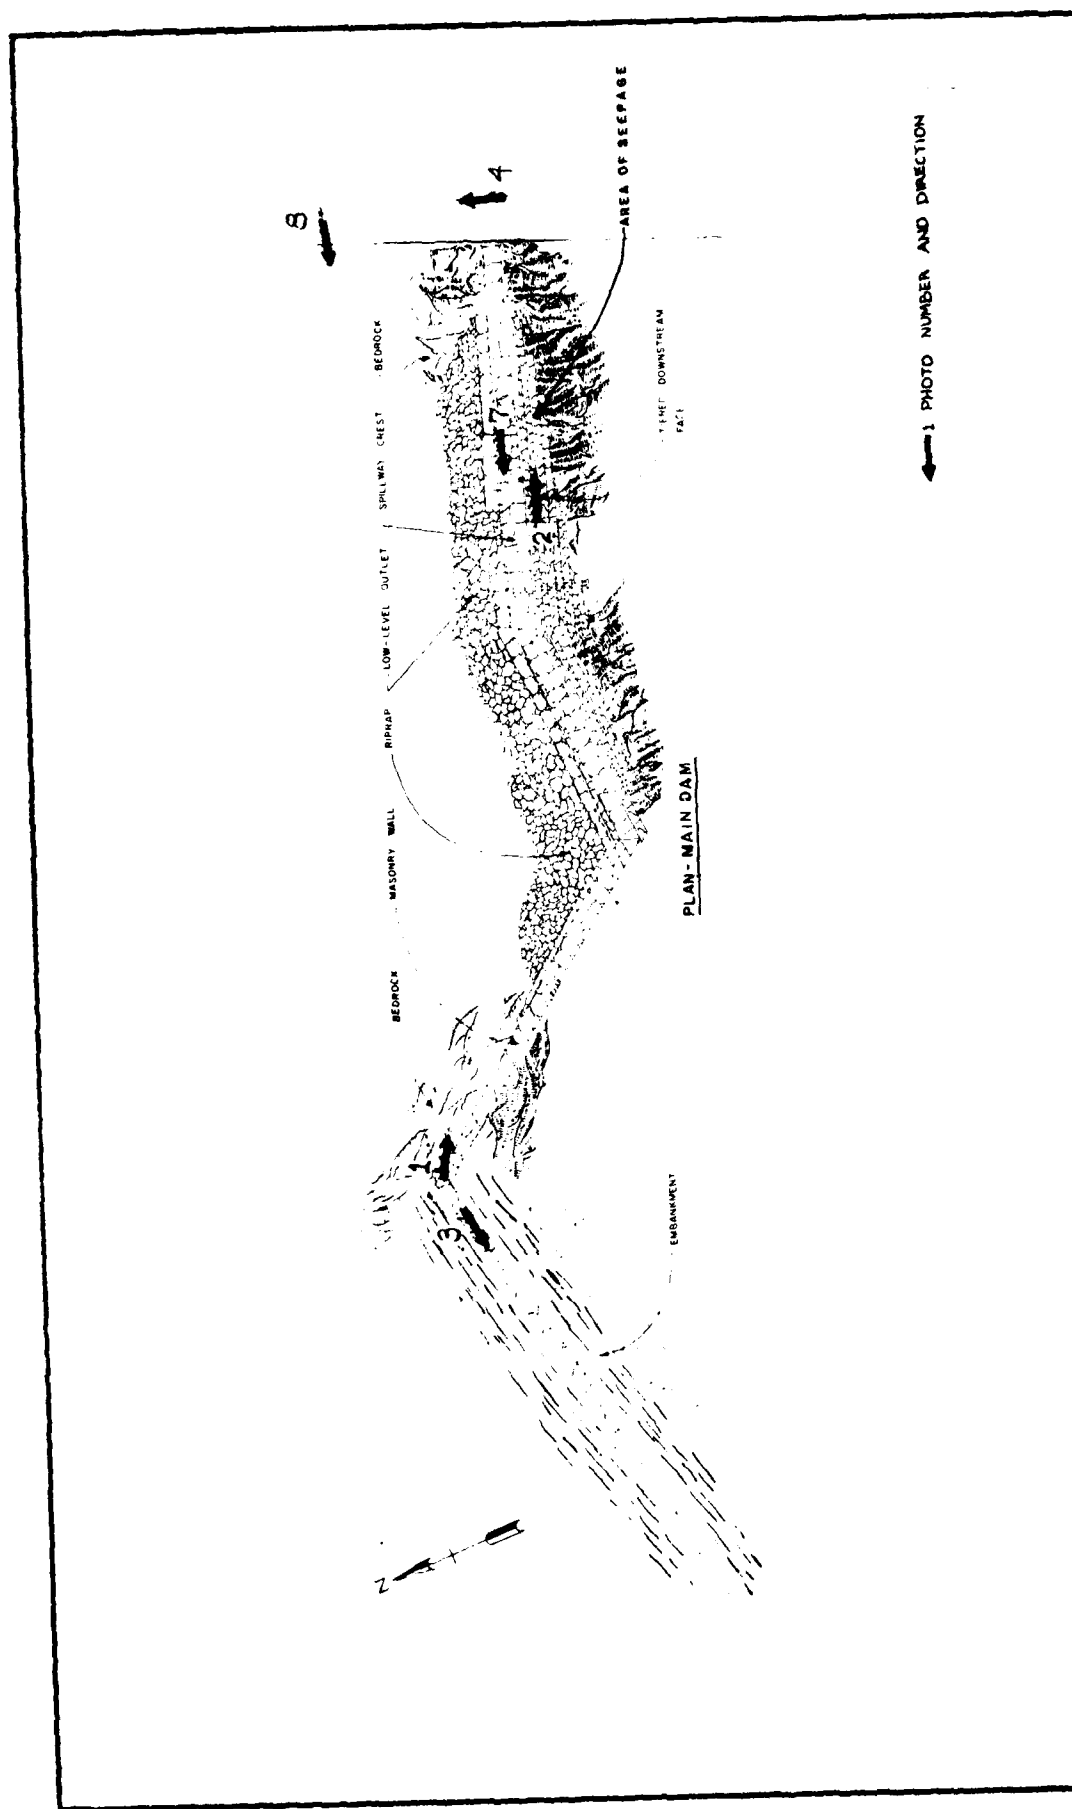 8
4
AREA OF SEEPAGE
BEDROCK
SPILLWAY CREST
LOW-LEVEL OUTLET
RIPRAP
MASONRY WALL
BEDROCK
7
2
DOWNSTREAM
FACE
1
3
EMBANKMENT
N
PLAN-MAIN DAM
1 PHOTO NUMBER AND DIRECTION